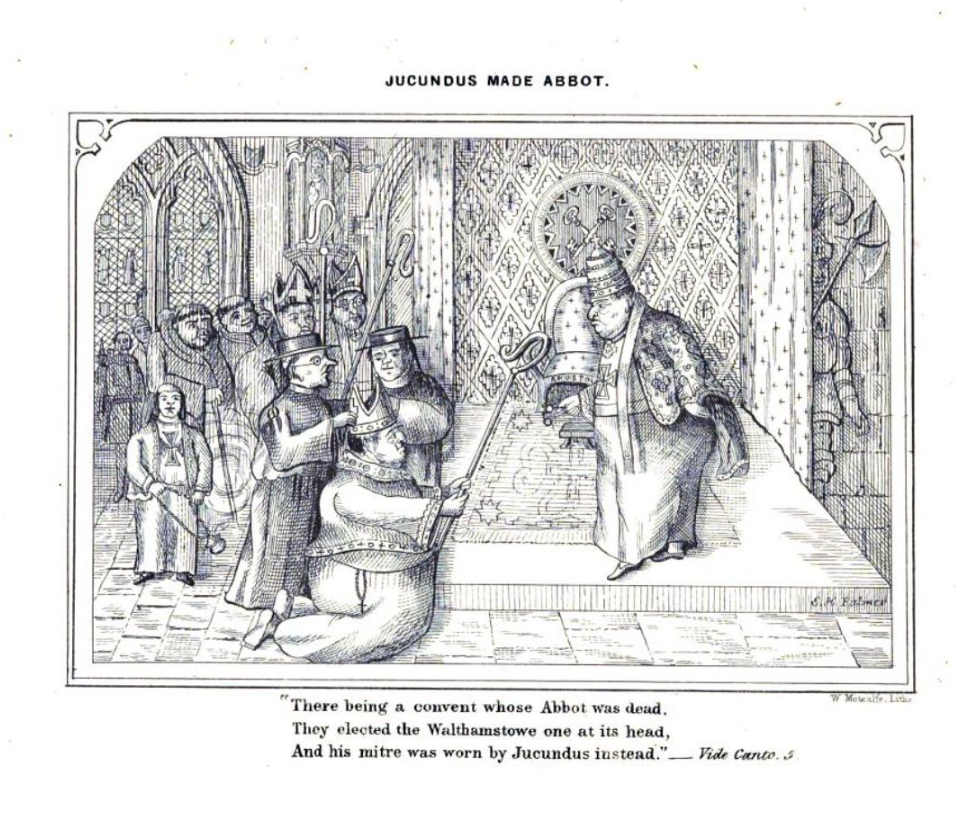 JUCUNDUS MADE ABBOT.
S. H. Palmer
W Metcalfe, Litho
"There being a convent whose Abbot was dead,
They elected the Walthamstowe one at its head,
And his mitre was worn by Jucundus instead."— Vide Canto. 5